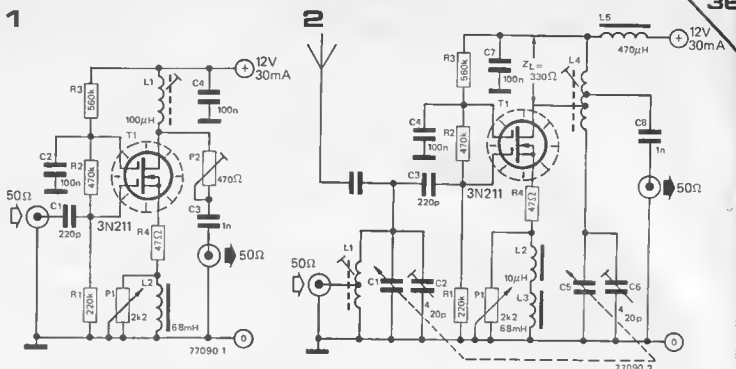 1
12V
30mA
R3
560k
L1
100µH
C4
100n
T1
C2
100n
R2
470k
P2
470Ω
50Ω
C1
220p
3N211
C3
1n
R4
47Ω
50Ω
R1
220k
P1
2k2
L2
68mH
0
77090 1
2
L5
470µH
12V
30mA
C7
100n
R3
560k
ZL=
330Ω
L4
T1
C4
100n
R2
470k
C8
1n
C3
220p
3N211
50Ω
R4
47Ω
50Ω
L1
C1
C2
4
20p
R1
220k
P1
2k2
L2
10µH
L3
68mH
C5
C6
4
20p
0
77090 2